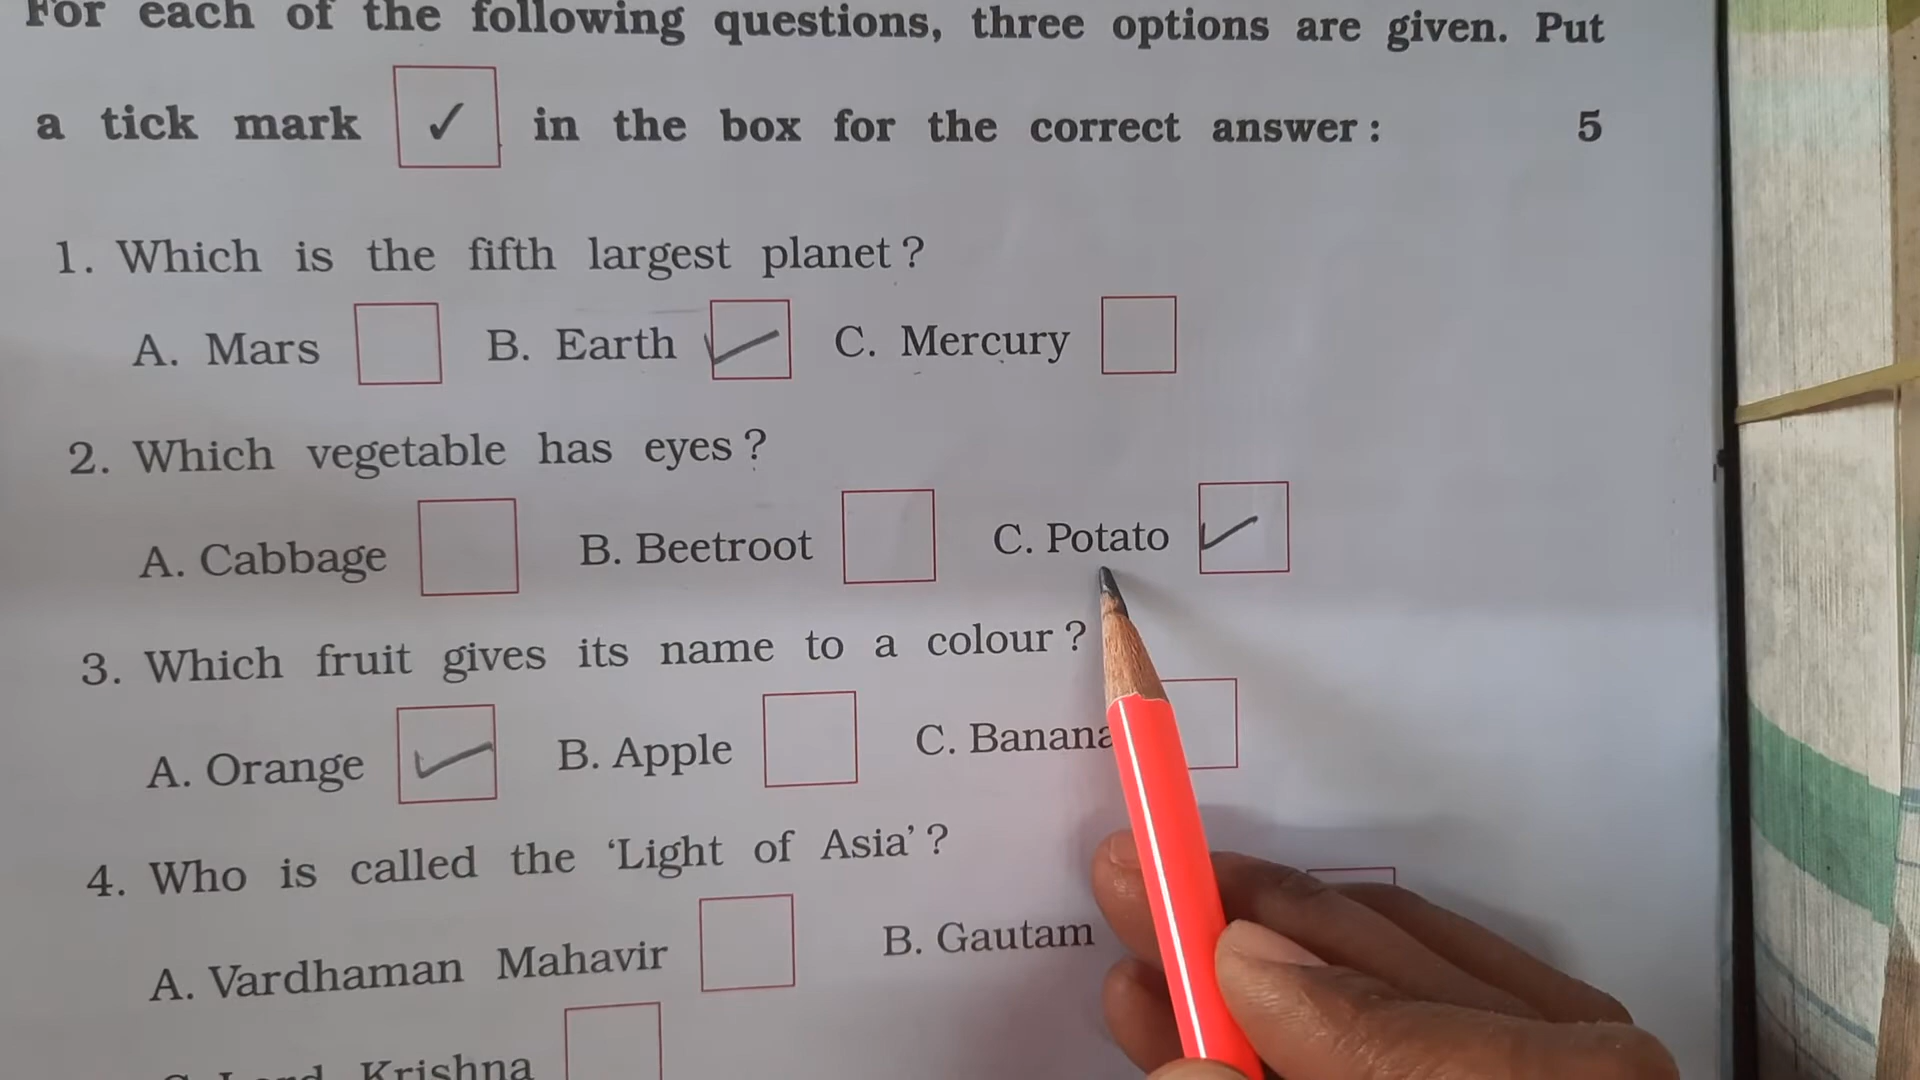 For each of the following questions, three options are given. Put
a tick mark ✓ in the box for the correct answer : 5
1. Which is the fifth largest planet ?
A. Mars B. Earth C. Mercury
2. Which vegetable has eyes ?
A. Cabbage B. Beetroot C. Potato
3. Which fruit gives its name to a colour ?
A. Orange B. Apple C. Banana
4. Who is called the ‘Light of Asia’ ?
A. Vardhaman Mahavir B. Gautam
C. Lord Krishna